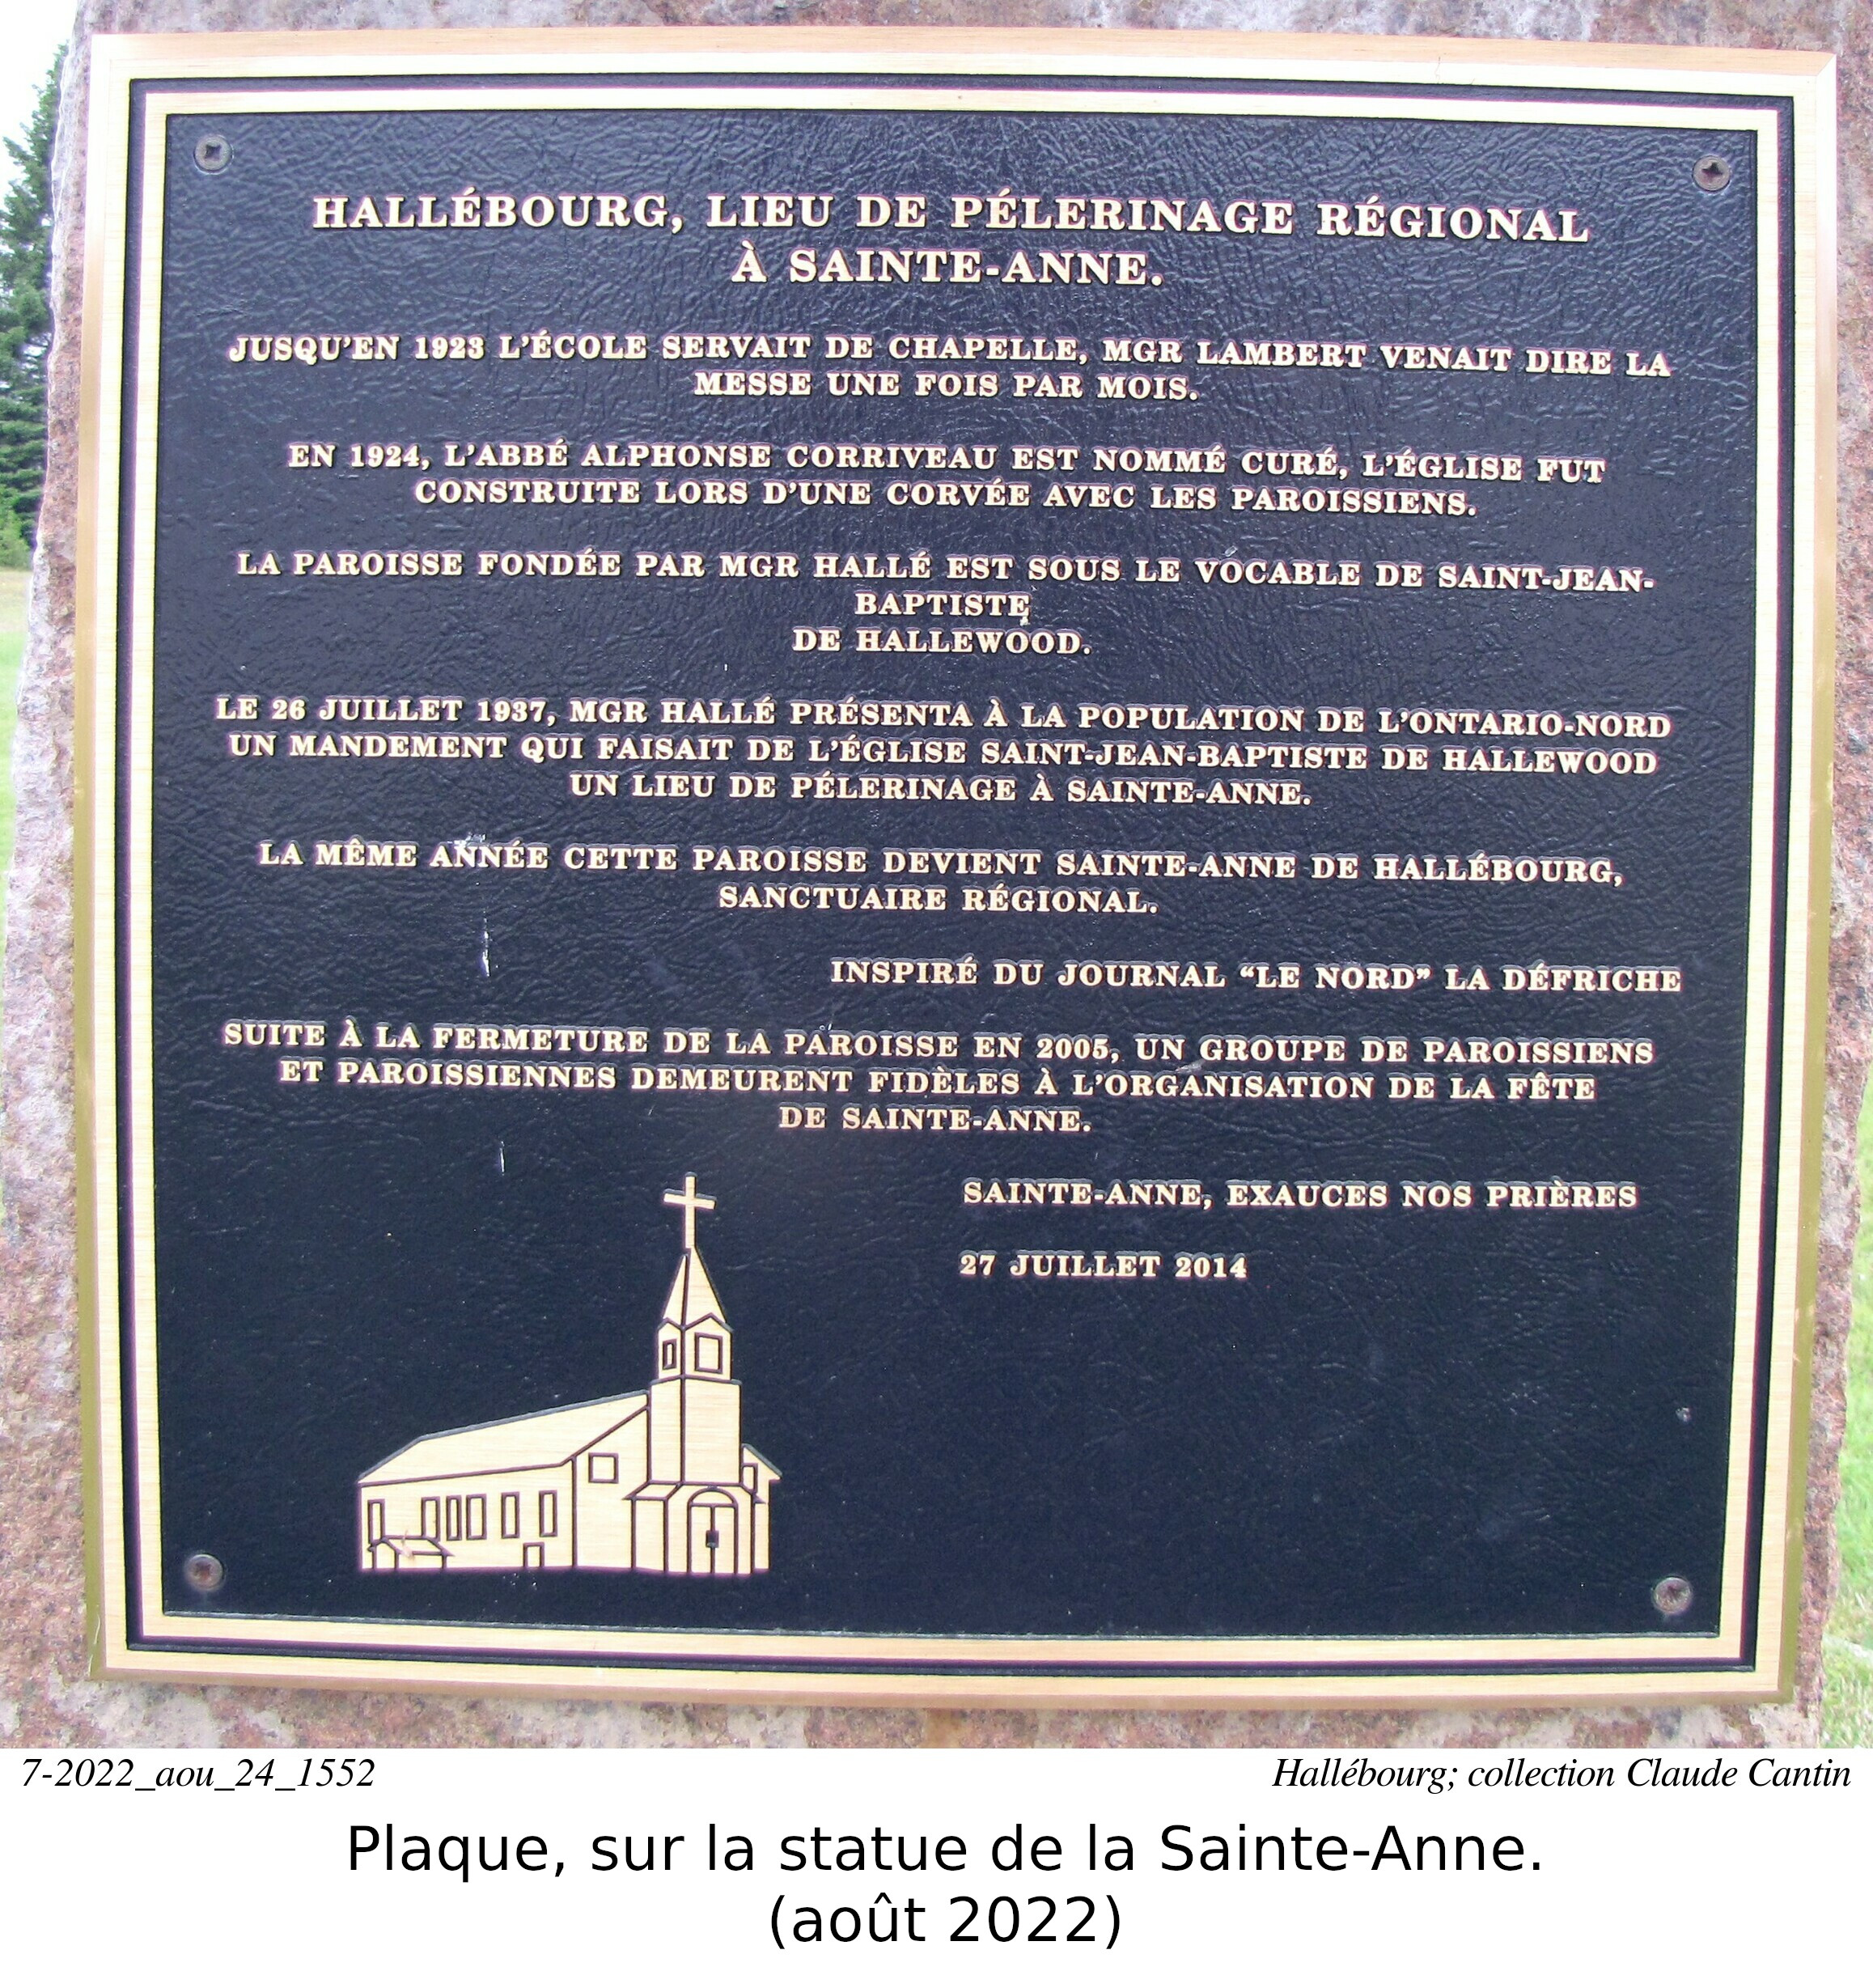 HALLÉBOURG, LIEU DE PÉLERINAGE RÉGIONAL
À SAINTE-ANNE.
JUSQU'EN 1923 L'ÉCOLE SERVAIT DE CHAPELLE, MGR LAMBERT VENAIT DIRE LA
MESSE UNE FOIS PAR MOIS.
EN 1924, L'ABBÉ ALPHONSE CORRIVEAU EST NOMMÉ CURÉ, L'ÉGLISE FUT
CONSTRUITE LORS D'UNE CORVÉE AVEC LES PAROISSIENS.
LA PAROISSE FONDÉE PAR MGR HALLÉ EST SOUS LE VOCABLE DE SAINT-JEAN-
BAPTISTE
DE HALLEWOOD.
LE 26 JUILLET 1937, MGR HALLÉ PRÉSENTA À LA POPULATION DE L'ONTARIO-NORD
UN MANDEMENT QUI FAISAIT DE L'ÉGLISE SAINT-JEAN-BAPTISTE DE HALLEWOOD
UN LIEU DE PÉLERINAGE À SAINTE-ANNE.
LA MÊME ANNÉE CETTE PAROISSE DEVIENT SAINTE-ANNE DE HALLÉBOURG,
SANCTUAIRE RÉGIONAL.
INSPIRÉ DU JOURNAL “LE NORD” LA DÉFRICHE
SUITE À LA FERMETURE DE LA PAROISSE EN 2005, UN GROUPE DE PAROISSIENS
ET PAROISSIENNES DEMEURENT FIDÈLES À L'ORGANISATION DE LA FÊTE
DE SAINTE-ANNE.
SAINTE-ANNE, EXAUCES NOS PRIÈRES
27 JUILLET 2014
7-2022_aou_24_1552
Hallébourg; collection Claude Cantin
Plaque, sur la statue de la Sainte-Anne.
(août 2022)